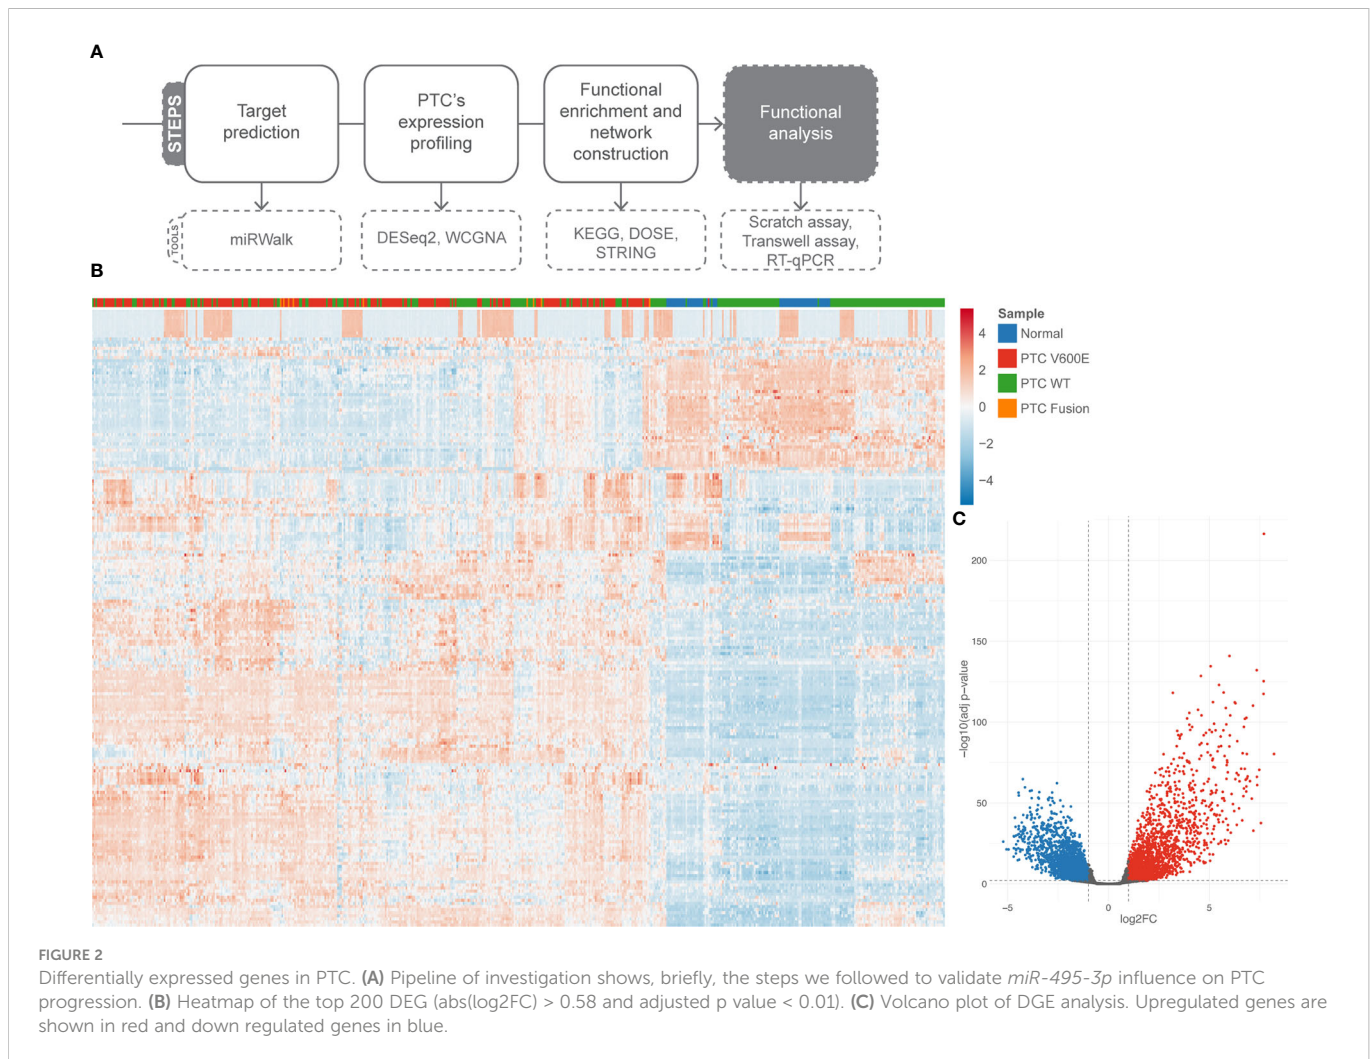 A
STEPS
Target
prediction
PTC's
expression
profiling
Functional
enrichment and
network
construction
Functional
analysis
TOOLS
miRWalk
DESeq2, WCGNA
KEGG, DOSE,
STRING
Scratch assay,
Transwell assay,
RT-qPCR
B
4
2
0
−2
−4
Sample
Normal
PTC V600E
PTC WT
PTC Fusion
C
200
150
100
50
0
−log10(adj p−value
−5
0
5
log2FC
FIGURE 2
Differentially expressed genes in PTC. (A) Pipeline of investigation shows, briefly, the steps we followed to validate miR-495-3p influence on PTC
progression. (B) Heatmap of the top 200 DEG (abs(log2FC) > 0.58 and adjusted p value < 0.01). (C) Volcano plot of DGE analysis. Upregulated genes are
shown in red and down regulated genes in blue.